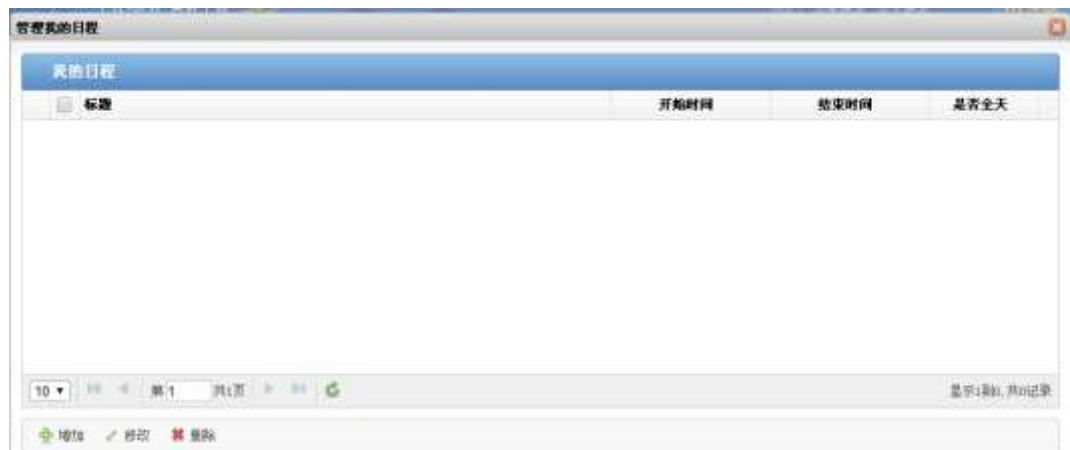 管理我的日程
我的日程
标题 开始时间 结束时间 是否全天
10 第 1 共1页 显示1到0, 共0记录
增加 修改 删除